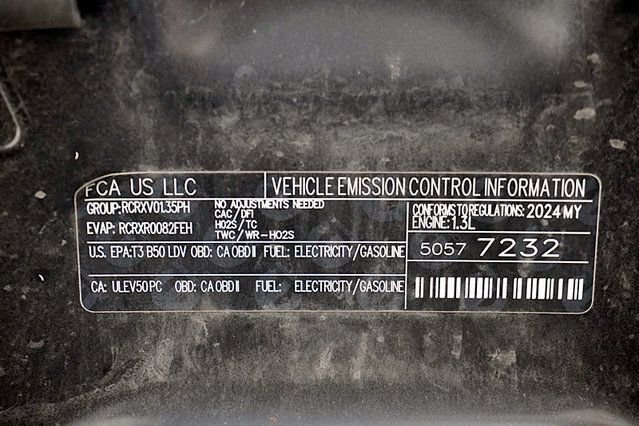 FCA US LLC VEHICLE EMISSION CONTROL INFORMATION
GROUP: RCRXV01.35PH NO ADJUSTMENTS NEEDED
CAC/DFI
EVAP: RCRXR0082FEH HO2S/TC
TWC/WR-HO2S
CONFORMS TO REGULATIONS: 2024 MY
ENGINE: 1.3L
U.S. EPA: T3 B50 LDV OBD: CA OBD II FUEL: ELECTRICITY/GASOLINE
5057 7232
CA: ULEV50 PC OBD: CA OBD II FUEL: ELECTRICITY/GASOLINE